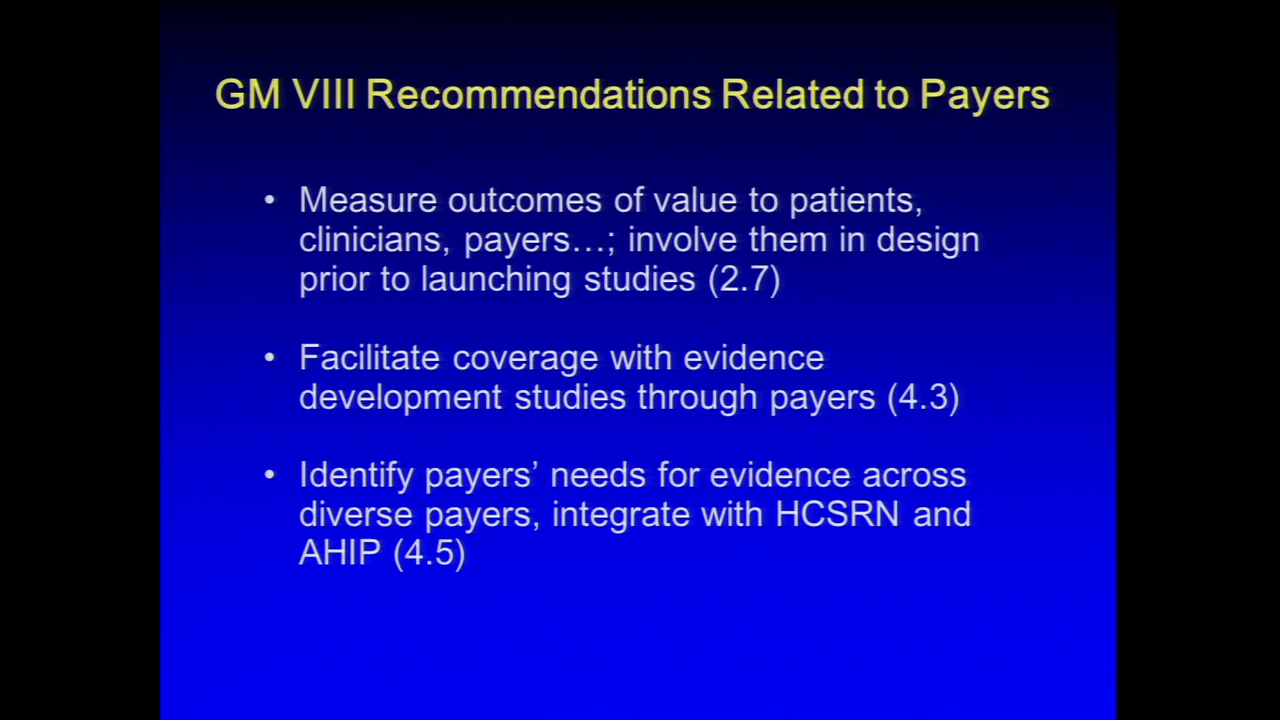 GM VIII Recommendations Related to Payers
• Measure outcomes of value to patients,
clinicians, payers…; involve them in design
prior to launching studies (2.7)
• Facilitate coverage with evidence
development studies through payers (4.3)
• Identify payers’ needs for evidence across
diverse payers, integrate with HCSRN and
AHIP (4.5)